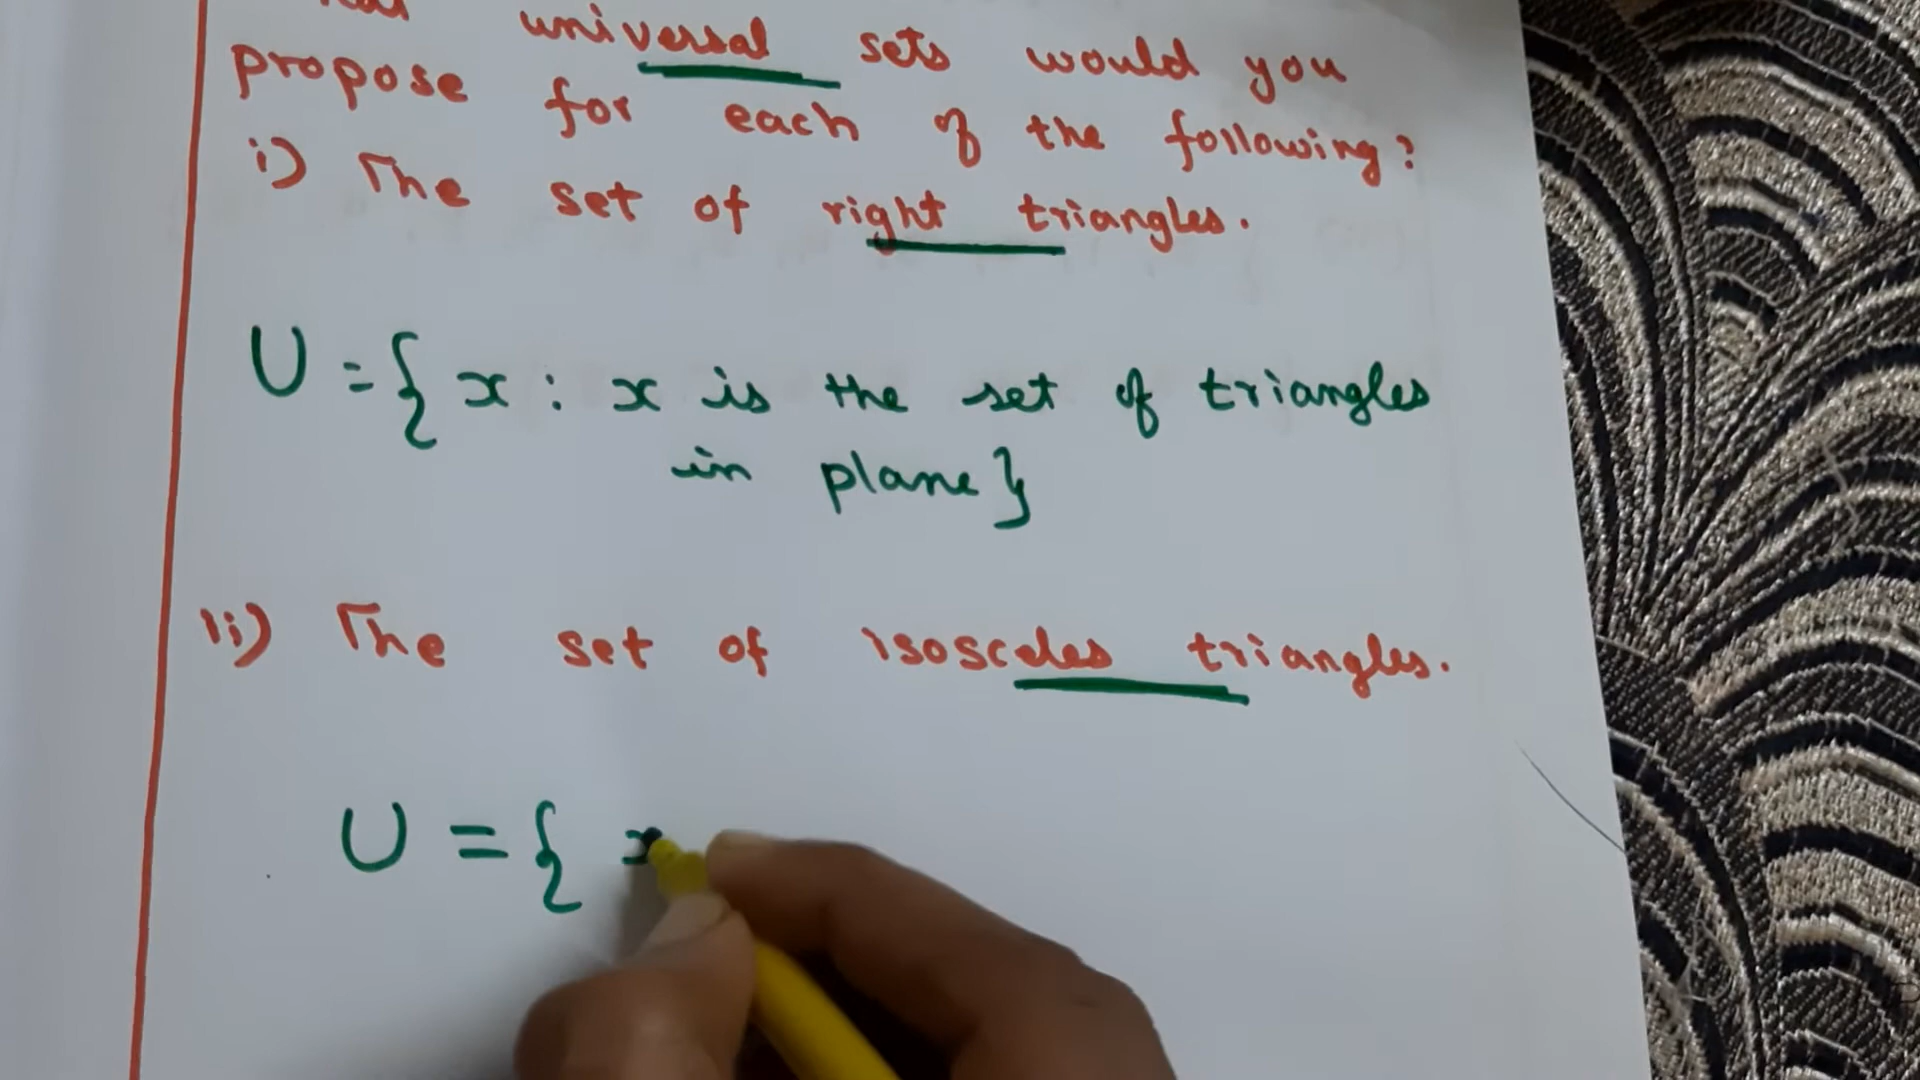 universal sets would you
propose for each of the following?
i) The set of right triangles.
U = { x : x is the set of triangles
in plane }
ii) The set of isosceles triangles.
U = { x